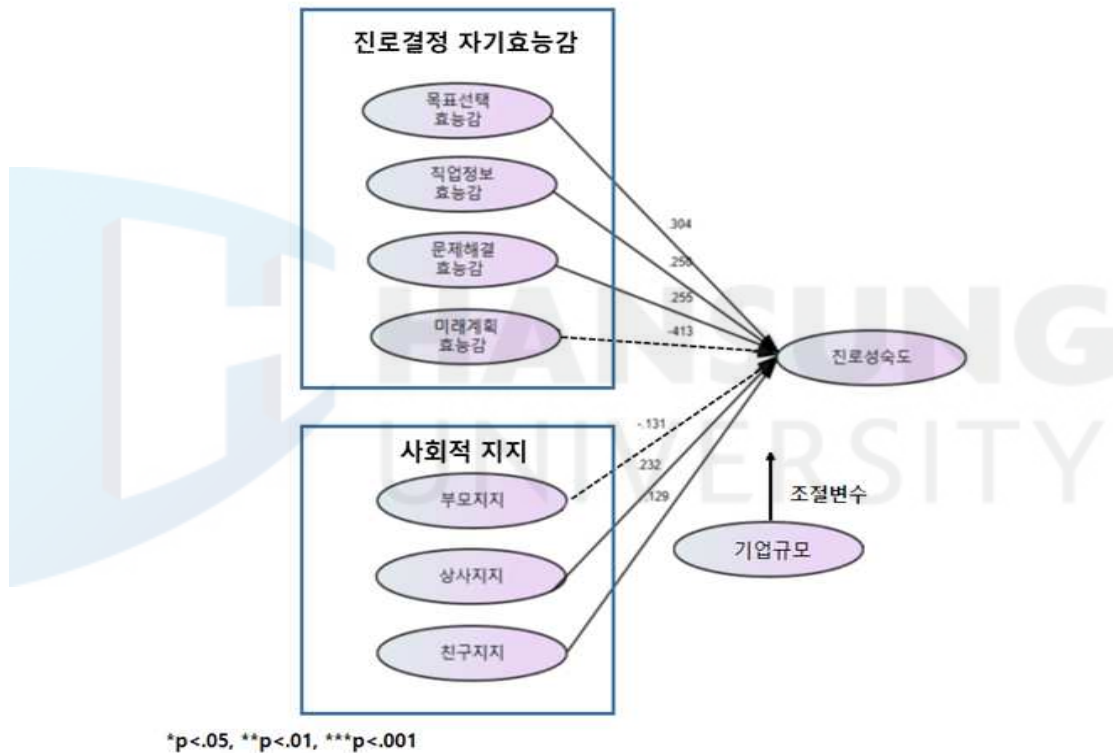 진로결정 자기효능감
목표선택
효능감
직업정보
효능감
문제해결
효능감
미래계획
효능감
.304
.250
.255
-413
진로성숙도
HANSUNG
UNIVERSITY
사회적 지지
부모지지
상사지지
친구지지
-.131
.232
.129
조절변수
기업규모
*p<.05, **p<.01, ***p<.001